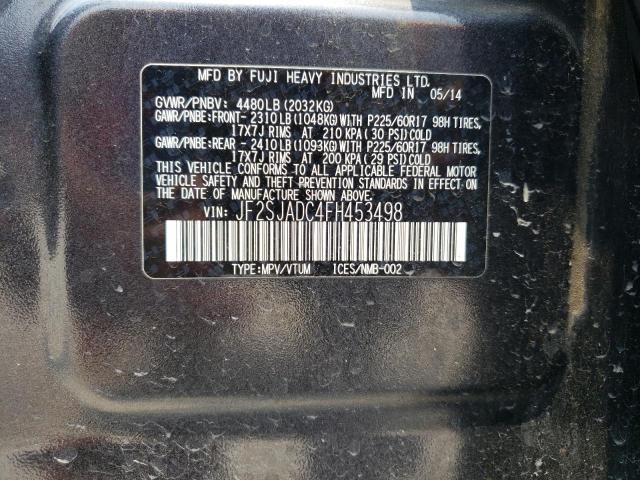 MFD BY FUJI HEAVY INDUSTRIES LTD.
MFD IN 05/14
GVWR/PNBV: 4480LB(2032KG)
GAWR/PNBE:FRONT- 2310LB(1048KG)WITH P225/60R17 98H TIRES,
17X7J RIMS AT 210 KPA(30 PSI)COLD
GAWR/PNBE:REAR - 2410LB(1093KG)WITH P225/60R17 98H TIRES,
17X7J RIMS AT 200 KPA(29 PSI)COLD
THIS VEHICLE CONFORMS TO ALL APPLICABLE FEDERAL MOTOR
VEHICLE SAFETY AND THEFT PREVENTION STANDARDS IN EFFECT ON
THE DATE OF MANUFACTURE SHOWN ABOVE.
VIN: JF2SJADC4FH453498
TYPE:MPV/VTUM ICES/NMB-002